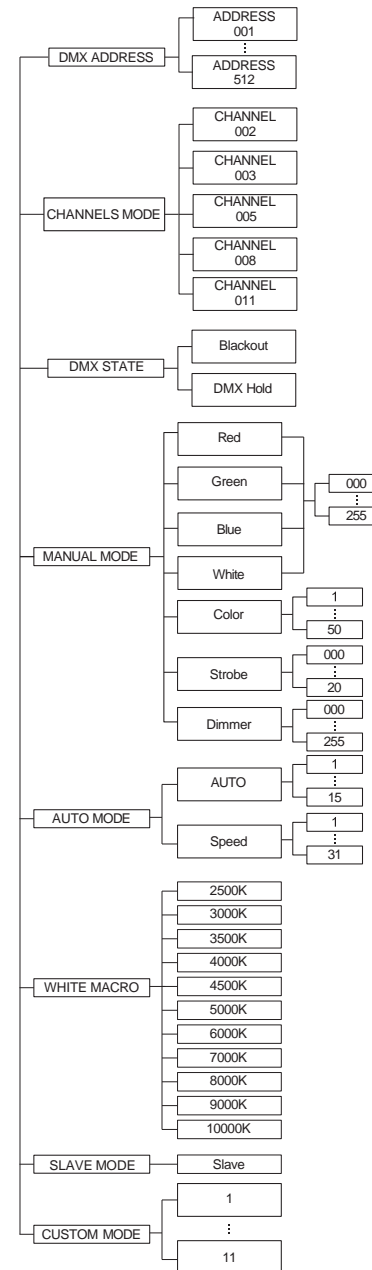 DMX ADDRESS
ADDRESS
001
ADDRESS
512
CHANNELS MODE
CHANNEL
002
CHANNEL
003
CHANNEL
005
CHANNEL
008
CHANNEL
011
DMX STATE
Blackout
DMX Hold
MANUAL MODE
Red
Green
Blue
White
000
255
Color
1
50
Strobe
000
20
Dimmer
000
255
AUTO MODE
AUTO
1
15
Speed
1
31
WHITE MACRO
2500K
3000K
3500K
4000K
4500K
5000K
6000K
7000K
8000K
9000K
10000K
SLAVE MODE
Slave
CUSTOM MODE
1
11